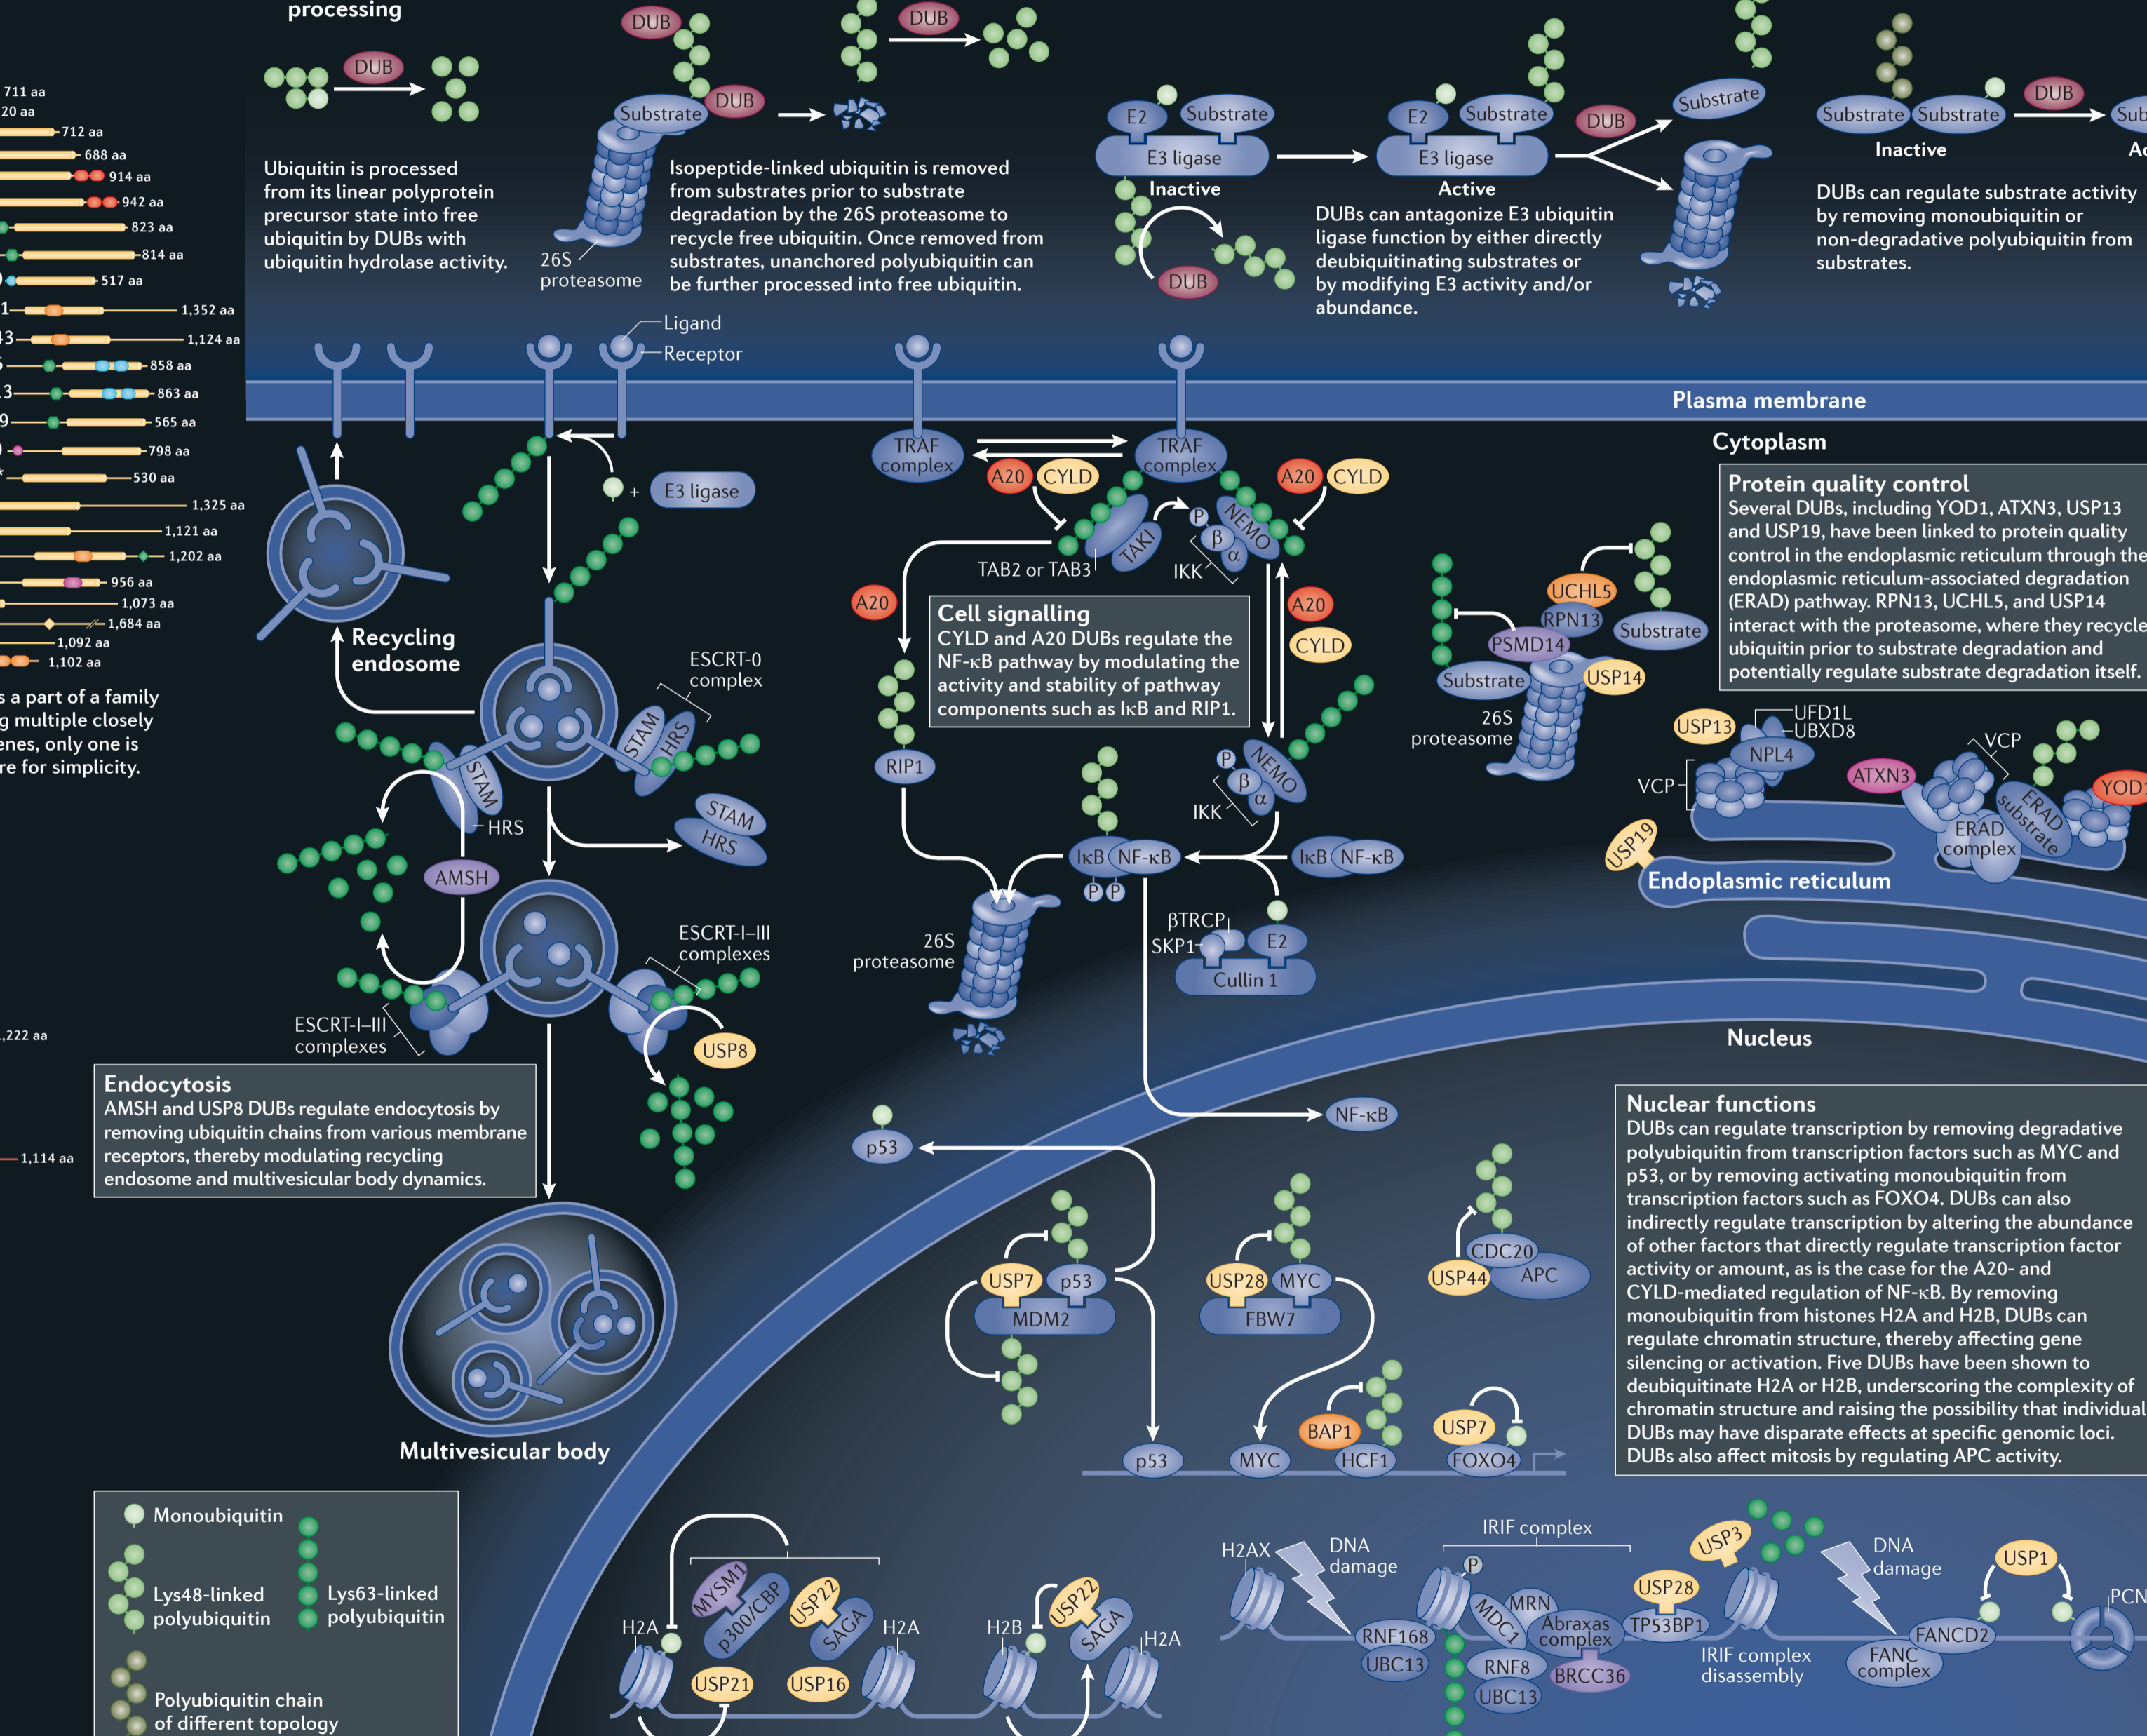 processing
DUB
Ubiquitin is processed
from its linear polyprotein
precursor state into free
ubiquitin by DUBs with
ubiquitin hydrolase activity.
DUB
DUB
Substrate
26S
proteasome
DUB
Isopeptide-linked ubiquitin is removed
from substrates prior to substrate
degradation by the 26S proteasome to
recycle free ubiquitin. Once removed from
substrates, unanchored polyubiquitin can
be further processed into free ubiquitin.
E2
Substrate
E3 ligase
Inactive
DUB
E2
Substrate
E3 ligase
Active
DUB
Substrate
DUBs can antagonize E3 ubiquitin
ligase function by either directly
deubiquitinating substrates or
by modifying E3 activity and/or
abundance.
Substrate
Substrate
Inactive
DUB
Sub
Ac
DUBs can regulate substrate activity
by removing monoubiquitin or
non-degradative polyubiquitin from
substrates.
711 aa
20 aa
712 aa
688 aa
914 aa
942 aa
823 aa
814 aa
517 aa
1,352 aa
1,124 aa
858 aa
863 aa
565 aa
798 aa
530 aa
1,325 aa
1,121 aa
1,202 aa
956 aa
1,073 aa
1,684 aa
1,092 aa
1,102 aa
s a part of a family
g multiple closely
enes, only one is
re for simplicity.
,222 aa
1,114 aa
Ligand
Receptor
Plasma membrane
Cytoplasm
E3 ligase
+
Recycling
endosome
ESCRT-0
complex
STAM
HRS
STAM
HRS
STAM
HRS
AMSH
ESCRT-I–III
complexes
ESCRT-I–III
complexes
USP8
Endocytosis
AMSH and USP8 DUBs regulate endocytosis by
removing ubiquitin chains from various membrane
receptors, thereby modulating recycling
endosome and multivesicular body dynamics.
Multivesicular body
TRAF
complex
TRAF
complex
A20
CYLD
A20
CYLD
TAK1
TAB2 or TAB3
P
β
α
NEMO
IKK
A20
A20
CYLD
Cell signalling
CYLD and A20 DUBs regulate the
NF-κB pathway by modulating the
activity and stability of pathway
components such as IκB and RIP1.
RIP1
P
β
α
NEMO
IKK
IκB
NF-κB
P
P
IκB
NF-κB
26S
proteasome
βTRCP
SKP1
E2
Cullin 1
Protein quality control
Several DUBs, including YOD1, ATXN3, USP13
and USP19, have been linked to protein quality
control in the endoplasmic reticulum through the
endoplasmic reticulum-associated degradation
(ERAD) pathway. RPN13, UCHL5, and USP14
interact with the proteasome, where they recycle
ubiquitin prior to substrate degradation and
potentially regulate substrate degradation itself.
UCHL5
RPN13
PSMD14
Substrate
Substrate
USP14
26S
proteasome
USP13
UFD1L
UBXD8
NPL4
VCP
VCP
ATXN3
ERAD
complex
ERAD
substrate
YOD1
USP19
Endoplasmic reticulum
Nucleus
NF-κB
p53
USP7
p53
MDM2
USP28
MYC
FBW7
CDC20
USP44
APC
p53
MYC
BAP1
HCF1
USP7
FOXO4
Nuclear functions
DUBs can regulate transcription by removing degradative
polyubiquitin from transcription factors such as MYC and
p53, or by removing activating monoubiquitin from
transcription factors such as FOXO4. DUBs can also
indirectly regulate transcription by altering the abundance
of other factors that directly regulate transcription factor
activity or amount, as is the case for the A20- and
CYLD-mediated regulation of NF-κB. By removing
monoubiquitin from histones H2A and H2B, DUBs can
regulate chromatin structure, thereby affecting gene
silencing or activation. Five DUBs have been shown to
deubiquitinate H2A or H2B, underscoring the complexity of
chromatin structure and raising the possibility that individual
DUBs may have disparate effects at specific genomic loci.
DUBs also affect mitosis by regulating APC activity.
Monoubiquitin
Lys48-linked
polyubiquitin
Lys63-linked
polyubiquitin
Polyubiquitin chain
of different topology
MYSM1
p300/CBP
USP22
SAGA
H2A
H2A
USP21
USP16
H2B
USP22
SAGA
H2A
H2AX
DNA
damage
RNF168
UBC13
IRIF complex
P
MDC1
MRN
RNF8
UBC13
Abraxas
complex
BRCC36
USP28
TP53BP1
USP3
IRIF complex
disassembly
DNA
damage
FANC
complex
FANCD2
USP1
PCN